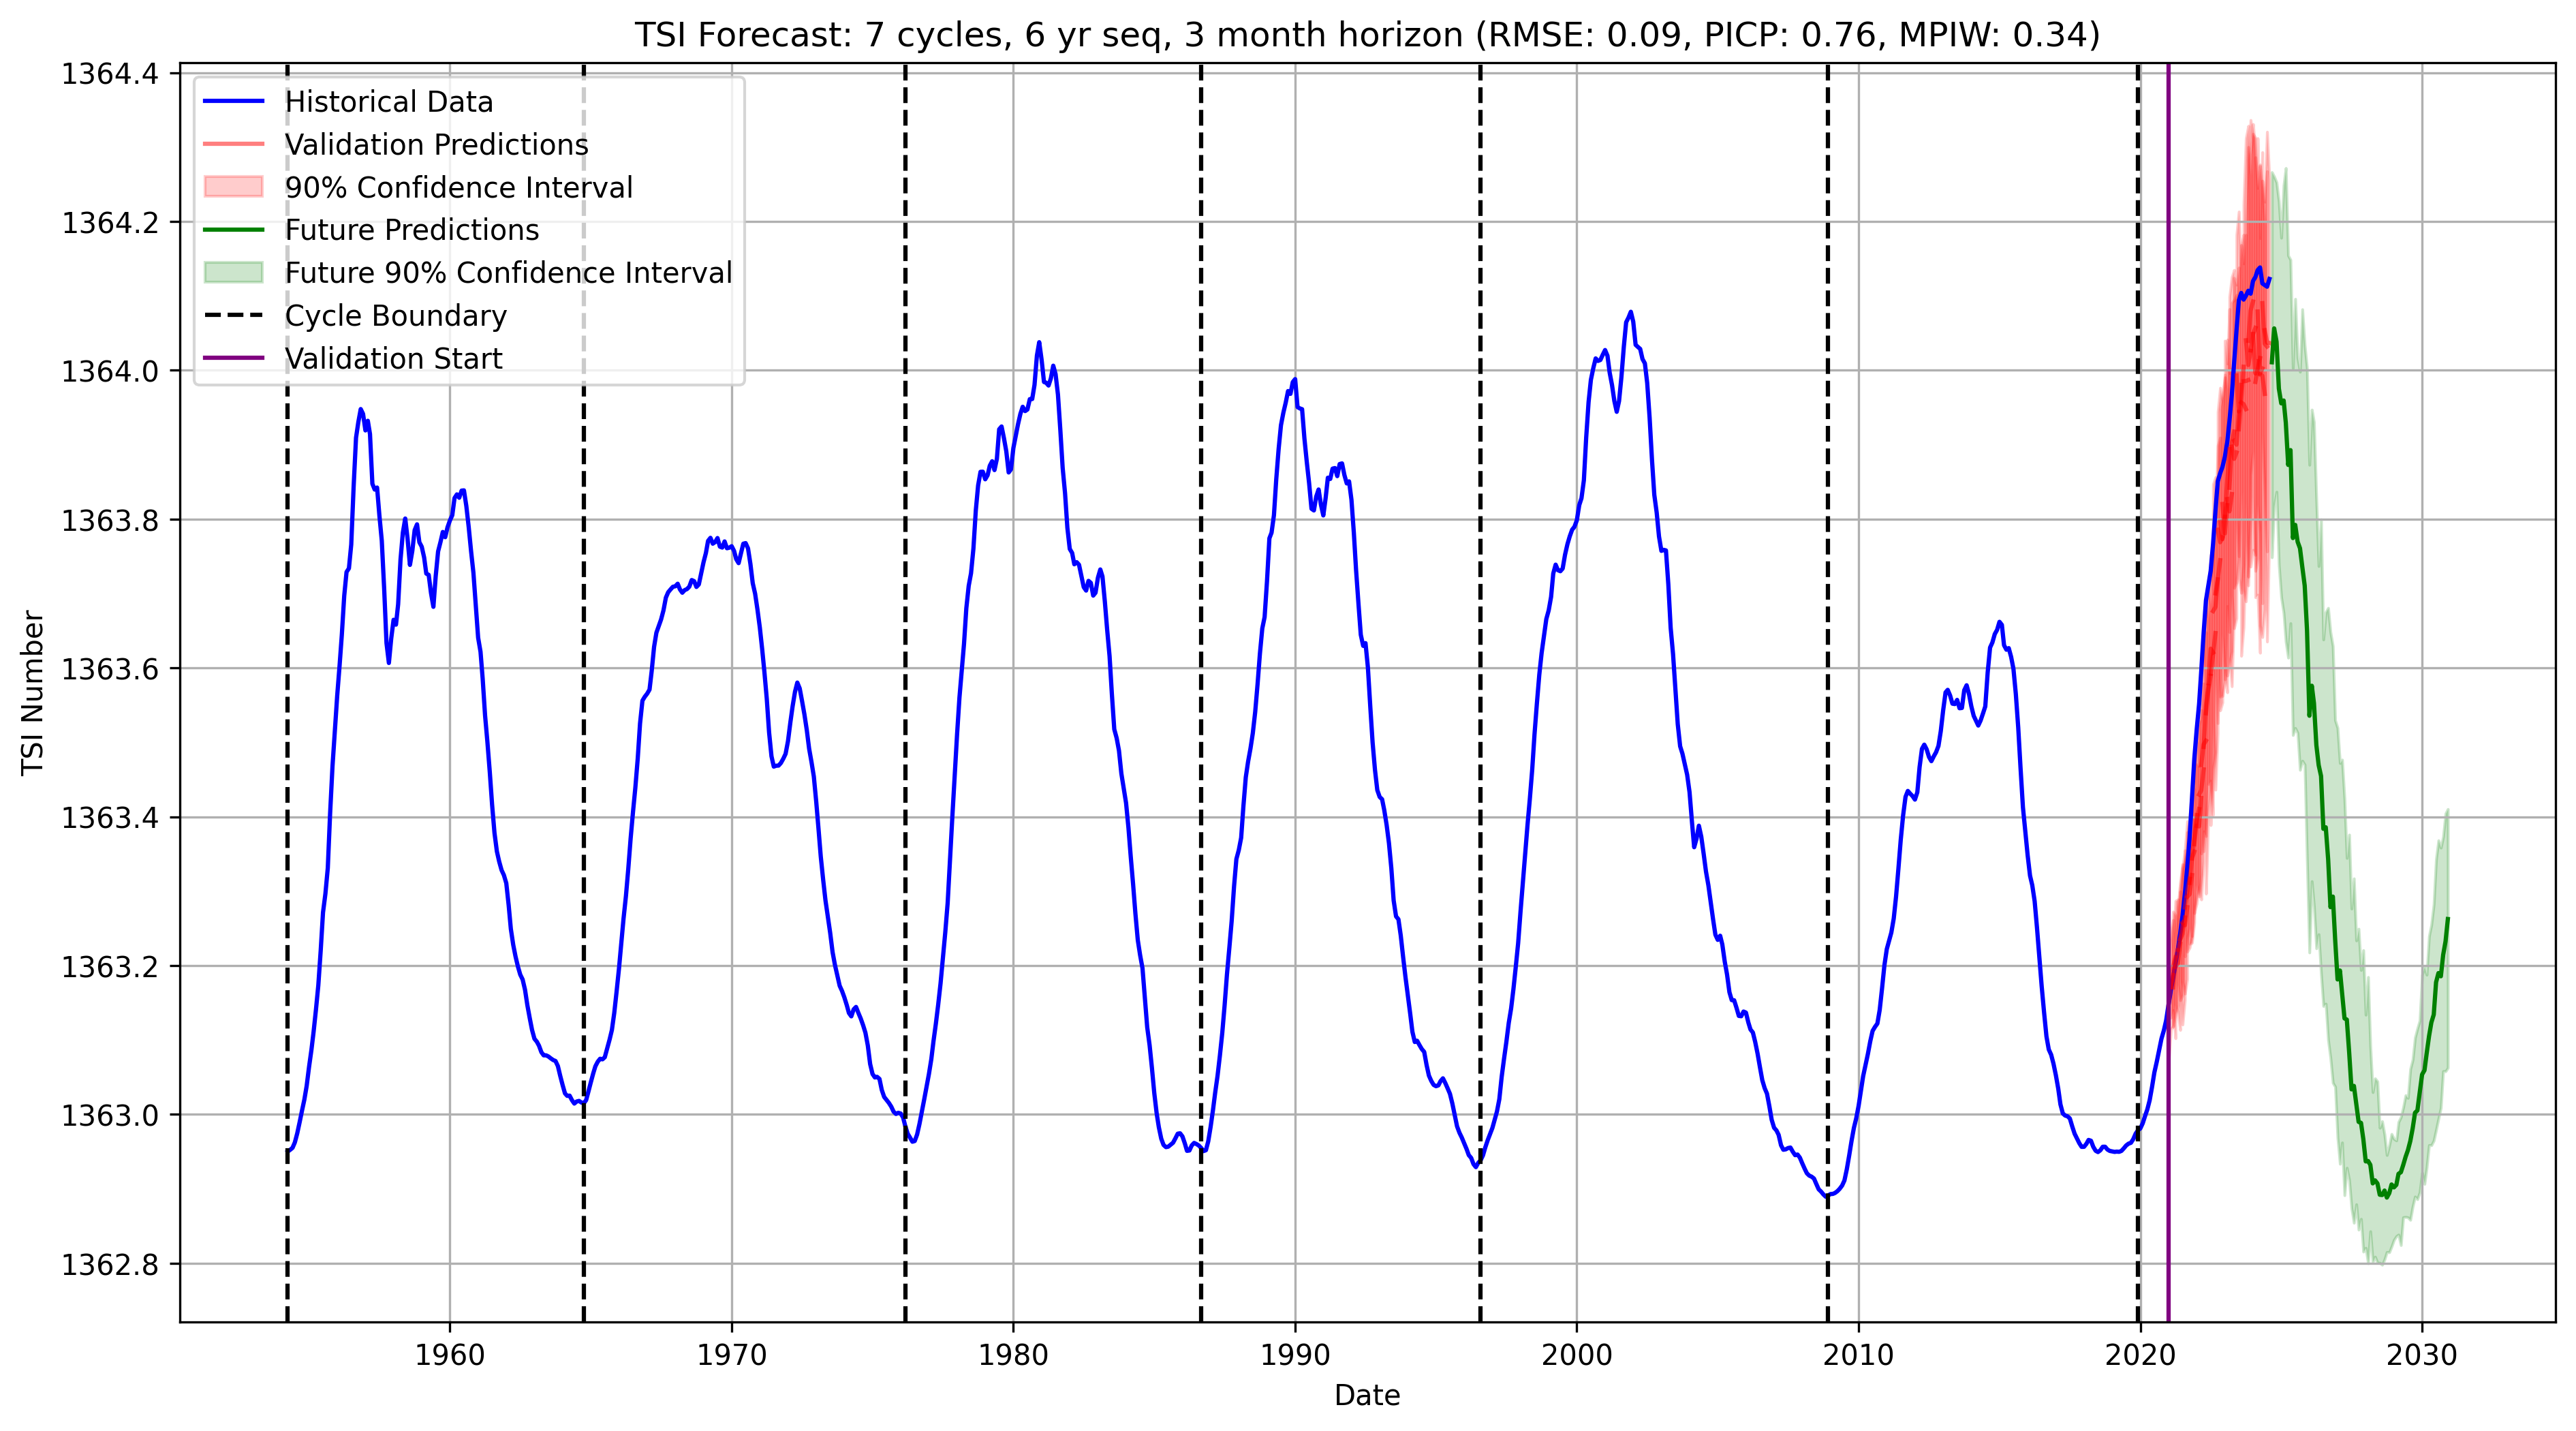 TSI Forecast: 7 cycles, 6 yr seq, 3 month horizon (RMSE: 0.09, PICP: 0.76, MPIW: 0.34)
1364.4
1364.2
1364.0
1363.8
1363.6
1363.4
1363.2
1363.0
1362.8
TSI Number
Historical Data
Validation Predictions
90% Confidence Interval
Future Predictions
Future 90% Confidence Interval
Cycle Boundary
Validation Start
1960 1970 1980 1990 2000 2010 2020 2030
Date